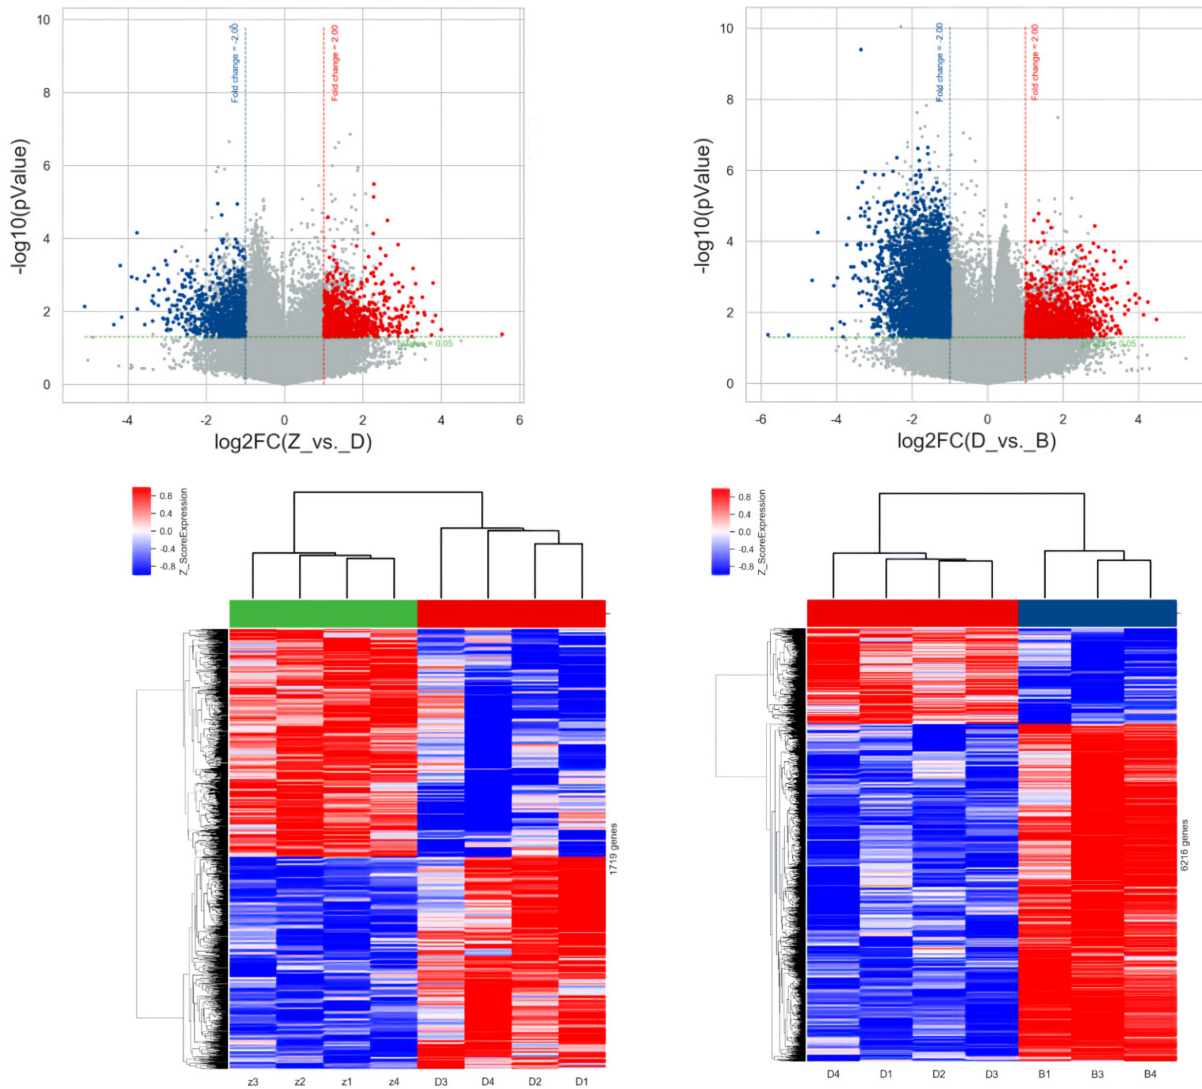 10
8
6
4
2
0
-log10(pValue)
Fold change = -2.00
Fold change = 2.00
-4
-2
0
2
4
6
log2FC(Z_vs._D)
10
8
6
4
2
0
-log10(pValue)
Fold change = -2.00
Fold change = 2.00
-6
-4
-2
0
2
4
log2FC(D_vs._B)
0.8
0.4
0.0
-0.4
-0.8
Z_ScoreExpression
1719 genes
z3 z2 z1 z4 D3 D4 D2 D1
0.8
0.4
0.0
-0.4
-0.8
Z_ScoreExpression
6216 genes
D4 D1 D2 D3 B1 B3 B4